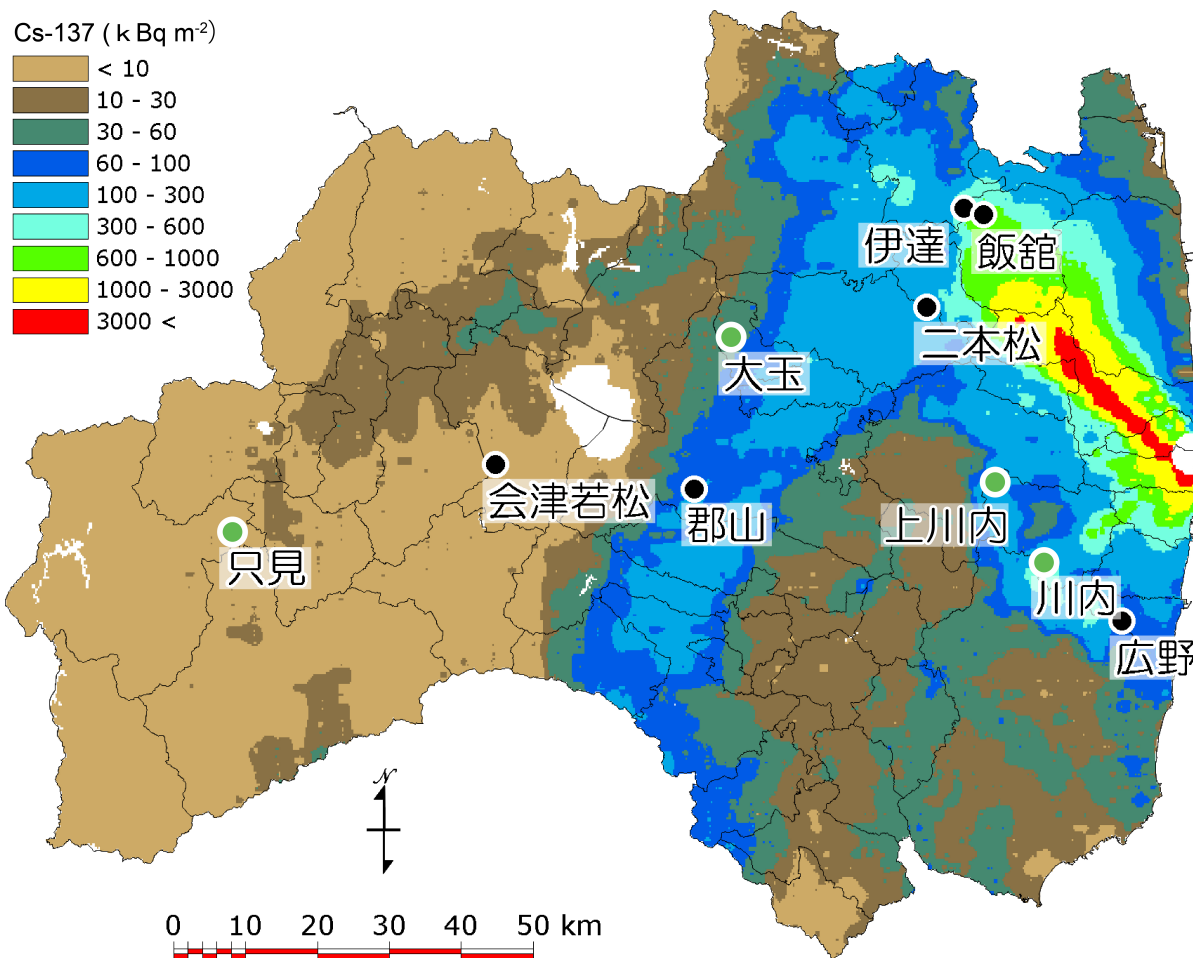 Cs-137 ( k Bq m-2)
< 10
10 - 30
30 - 60
60 - 100
100 - 300
300 - 600
600 - 1000
1000 - 3000
3000 <
伊達
飯舘
二本松
大玉
会津若松
郡山
上川内
只見
川内
広野
N
0 10 20 30 40 50 km